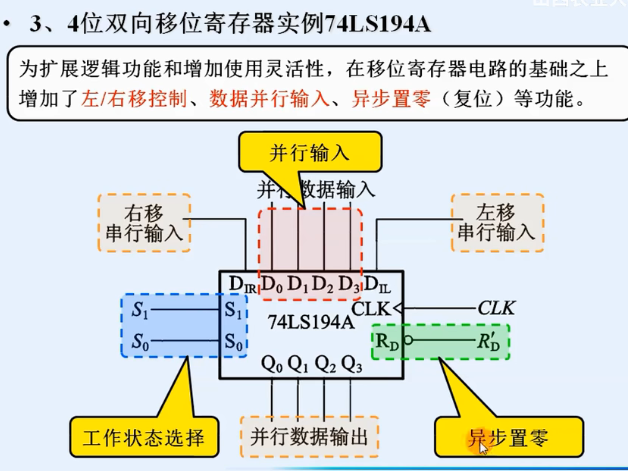 • 3、4位双向移位寄存器实例74LS194A
为扩展逻辑功能和增加使用灵活性，在移位寄存器电路的基础之上
增加了左/右移控制、数据并行输入、异步置零（复位）等功能。
并行输入
并行数据输入
右移
串行输入
左移
串行输入
D_IR D_0 D_1 D_2 D_3 D_IL
S_1 S_1 CLK CLK
74LS194A
S_0 S_0 R_D R'_D
Q_0 Q_1 Q_2 Q_3
工作状态选择
并行数据输出
异步置零